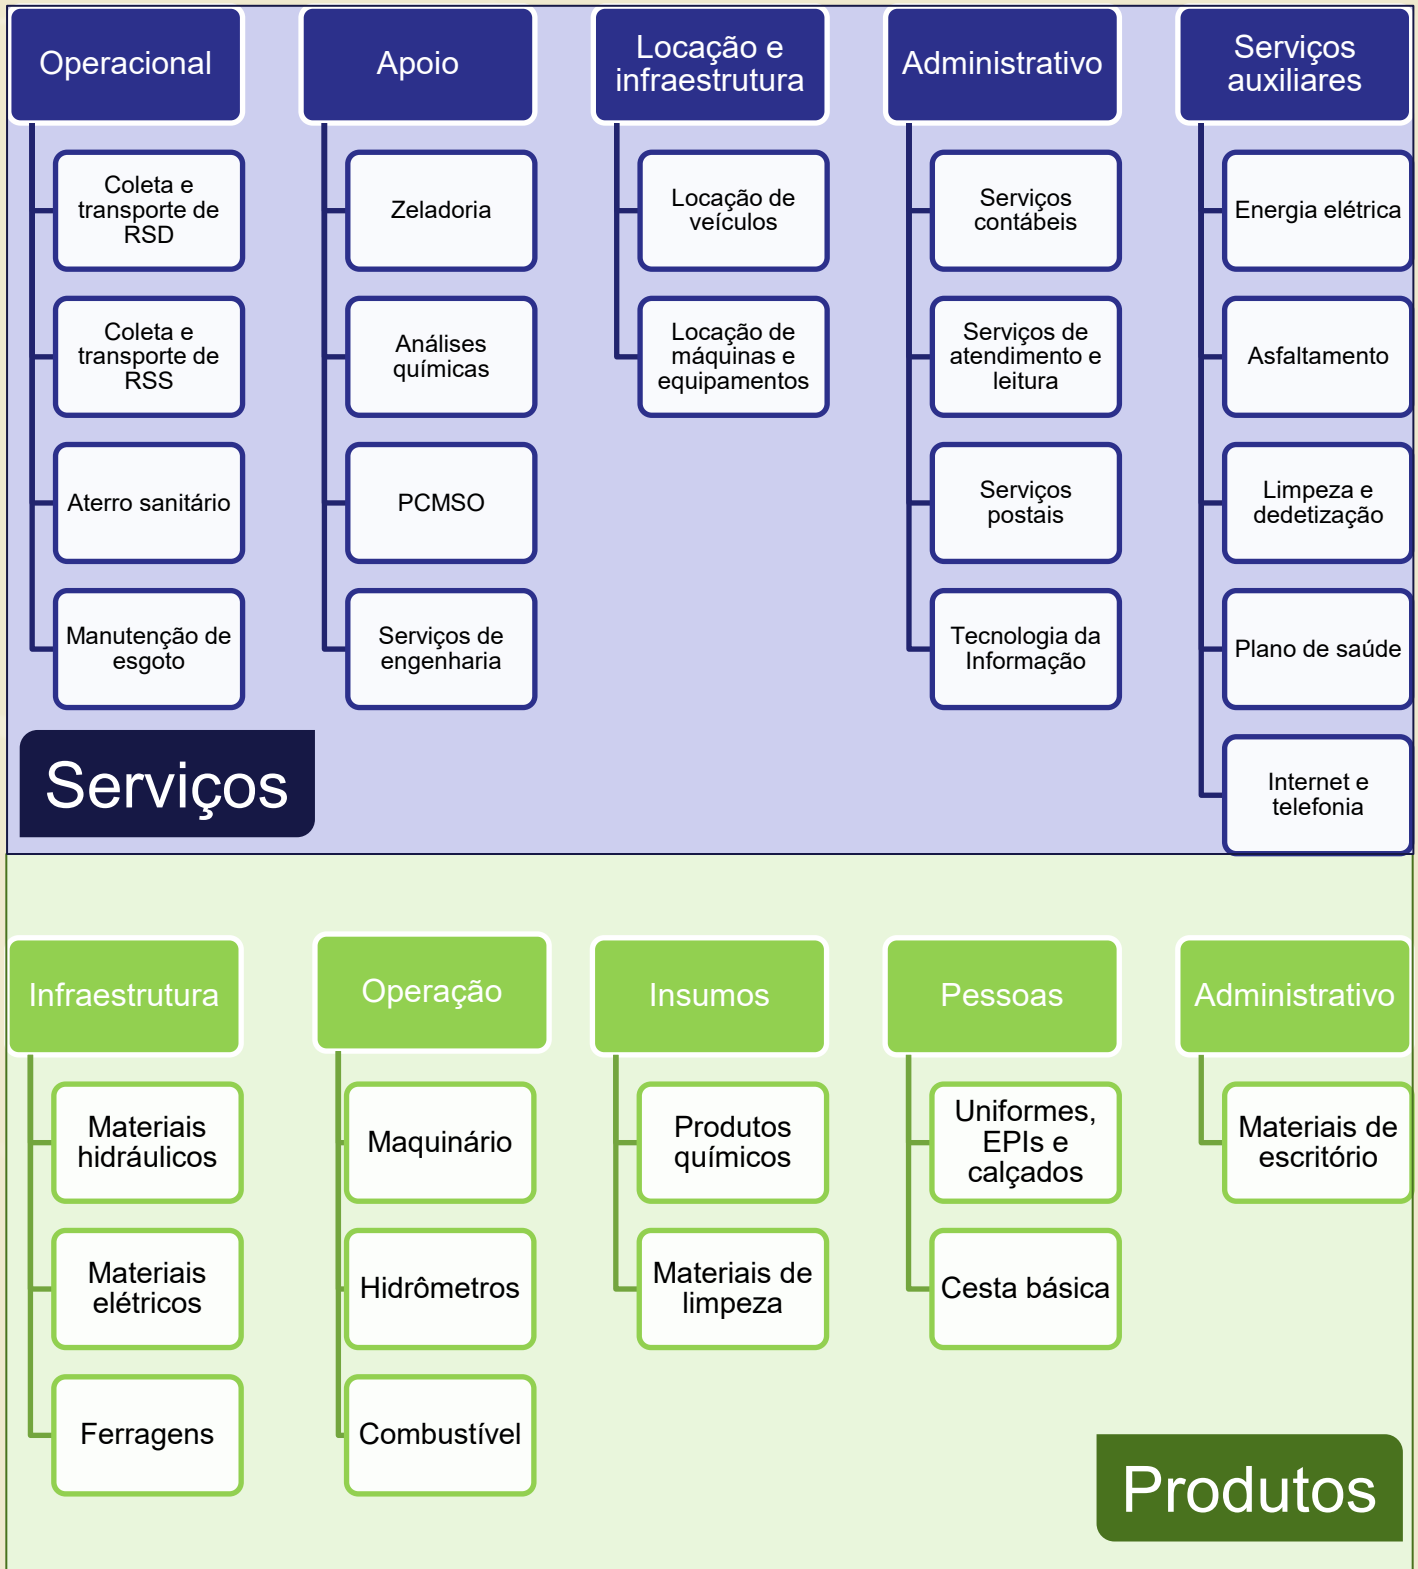 Operacional
Coleta e
transporte de
RSD
Coleta e
transporte de
RSS
Aterro sanitário
Manutenção de
esgoto
Apoio
Zeladoria
Análises
químicas
PCMSO
Serviços de
engenharia
Locação e
infraestrutura
Locação de
veículos
Locação de
máquinas e
equipamentos
Administrativo
Serviços
contábeis
Serviços de
atendimento e
leitura
Serviços
postais
Tecnologia da
Informação
Serviços
auxiliares
Energia elétrica
Asfaltamento
Limpeza e
dedetização
Plano de saúde
Internet e
telefonia
Serviços
Infraestrutura
Materiais
hidráulicos
Materiais
elétricos
Ferragens
Operação
Maquinário
Hidrômetros
Combustível
Insumos
Produtos
químicos
Materiais de
limpeza
Pessoas
Uniformes,
EPIs e
calçados
Cesta básica
Administrativo
Materiais de
escritório
Produtos